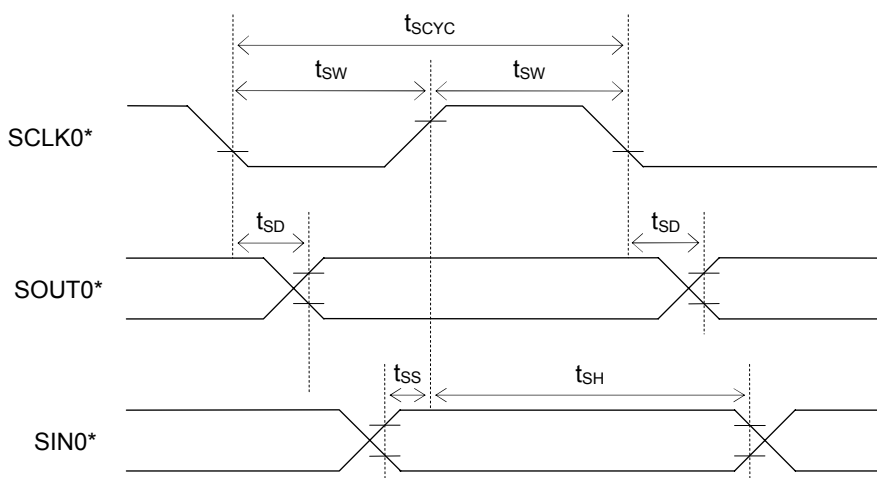 tSCYC
tSW tSW
SCLK0*
tSD tSD
SOUT0*
tSS tSH
SIN0*